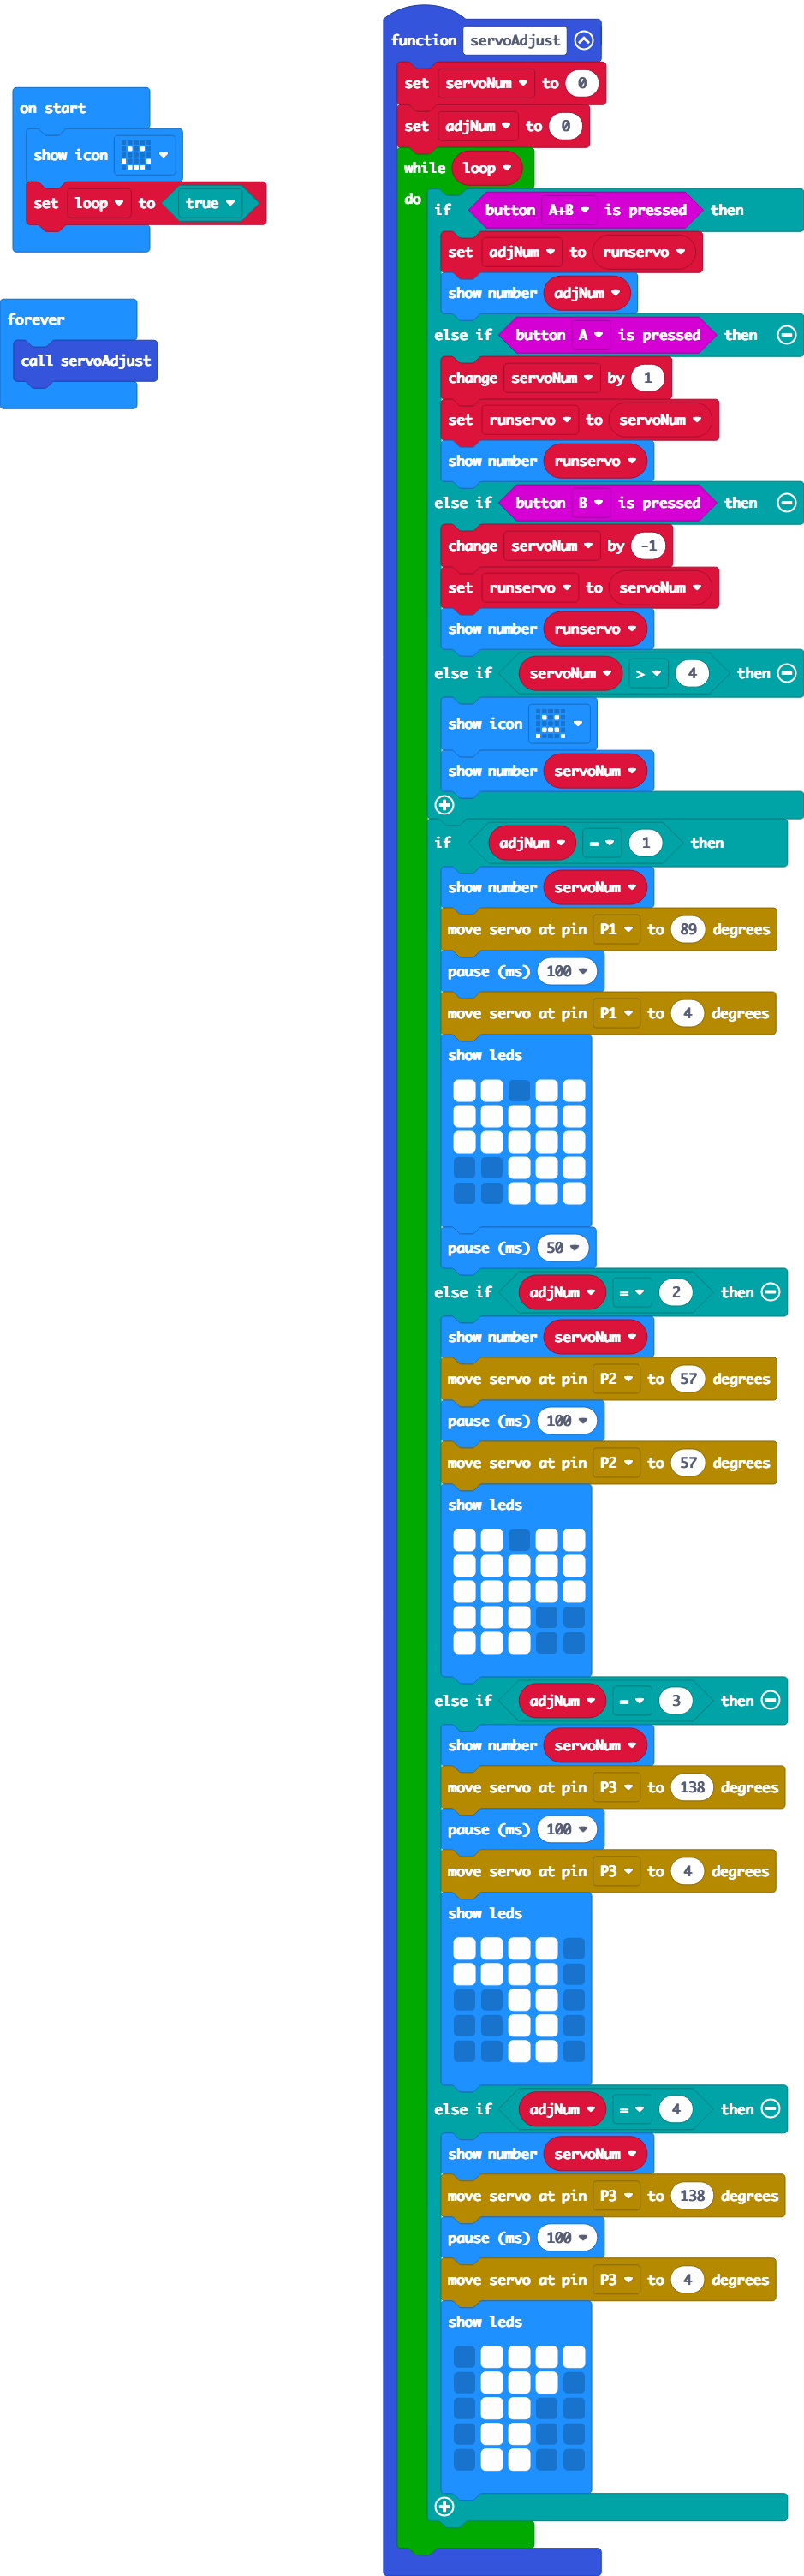 on start
show icon
set loop to true
forever
call servoAdjust
function servoAdjust
set servoNum to 0
set adjNum to 0
while loop
do
if button A+B is pressed then
set adjNum to runservo
show number adjNum
else if button A is pressed then
change servoNum by 1
set runservo to servoNum
show number runservo
else if button B is pressed then
change servoNum by -1
set runservo to servoNum
show number runservo
else if servoNum > 4 then
show icon
show number servoNum
if adjNum = 1 then
show number servoNum
move servo at pin P1 to 89 degrees
pause (ms) 100
move servo at pin P1 to 4 degrees
show leds
pause (ms) 50
else if adjNum = 2 then
show number servoNum
move servo at pin P2 to 57 degrees
pause (ms) 100
move servo at pin P2 to 57 degrees
show leds
else if adjNum = 3 then
show number servoNum
move servo at pin P3 to 138 degrees
pause (ms) 100
move servo at pin P3 to 4 degrees
show leds
else if adjNum = 4 then
show number servoNum
move servo at pin P3 to 138 degrees
pause (ms) 100
move servo at pin P3 to 4 degrees
show leds